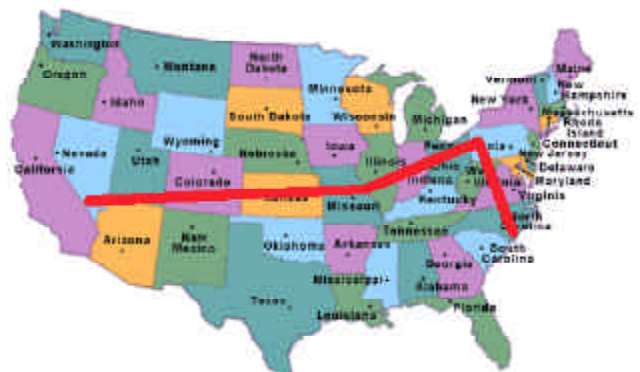 Washington
Montana
North
Dakota
Minnesota
Maine
Vermont
New
Hampshire
Oregon
Idaho
South Dakota
Wisconsin
Michigan
New York
Massachusetts
Rhode
Island
Connecticut
Wyoming
Nebraska
Iowa
Illinois
Indiana
Ohio
New Jersey
Delaware
Maryland
Nevada
Utah
Colorado
California
Kentucky
Virginia
North
South
Carolina
Arizona
New
Mexico
Oklahoma
Arkansas
Tennessee
Mississippi
Alabama
Georgia
Texas
Louisiana
Florida